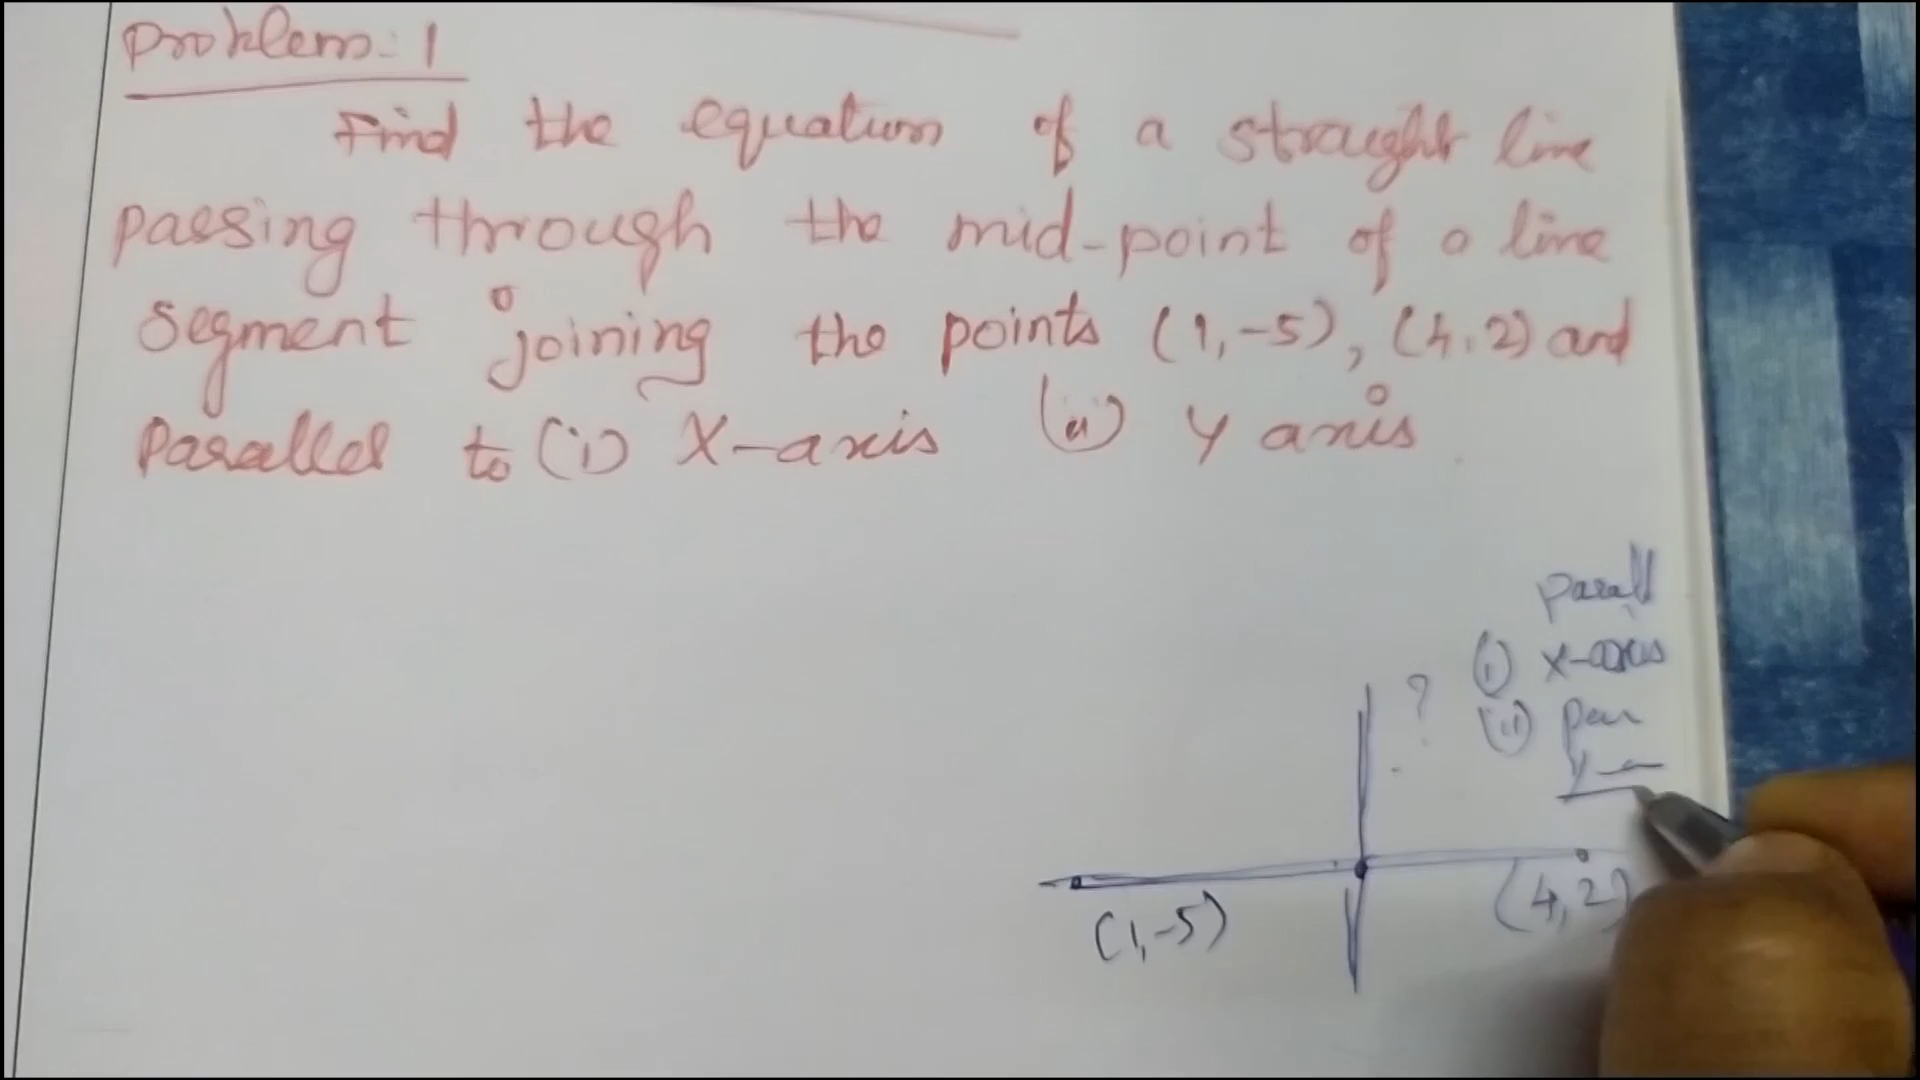 Problem: 1
Find the equation of a straight line
passing through the mid-point of a line
segment joining the points (1,-5), (4,2) and
Parallel to (i) X-axis (ii) Y axis.
parall
(i) x-axis
?
(ii) par
y-a
(4,2)
(1,-5)